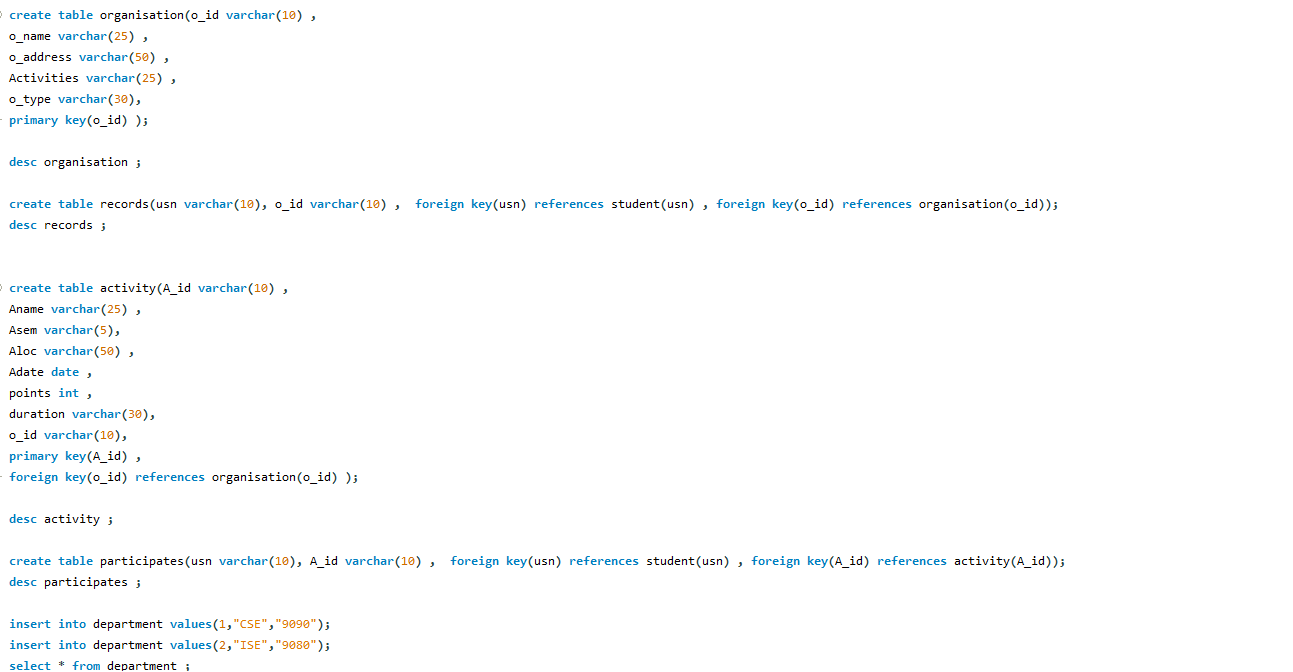 create table organisation(o_id varchar(10) ,
o_name varchar(25) ,
o_address varchar(50) ,
Activities varchar(25) ,
o_type varchar(30),
primary key(o_id) );
desc organisation ;
create table records(usn varchar(10), o_id varchar(10) ,  foreign key(usn) references student(usn) , foreign key(o_id) references organisation(o_id));
desc records ;
create table activity(A_id varchar(10) ,
Aname varchar(25) ,
Asem varchar(5),
Aloc varchar(50) ,
Adate date ,
points int ,
duration varchar(30),
o_id varchar(10),
primary key(A_id) ,
foreign key(o_id) references organisation(o_id) );
desc activity ;
create table participates(usn varchar(10), A_id varchar(10) ,  foreign key(usn) references student(usn) , foreign key(A_id) references activity(A_id));
desc participates ;
insert into department values(1,"CSE","9090");
insert into department values(2,"ISE","9080");
select * from department ;